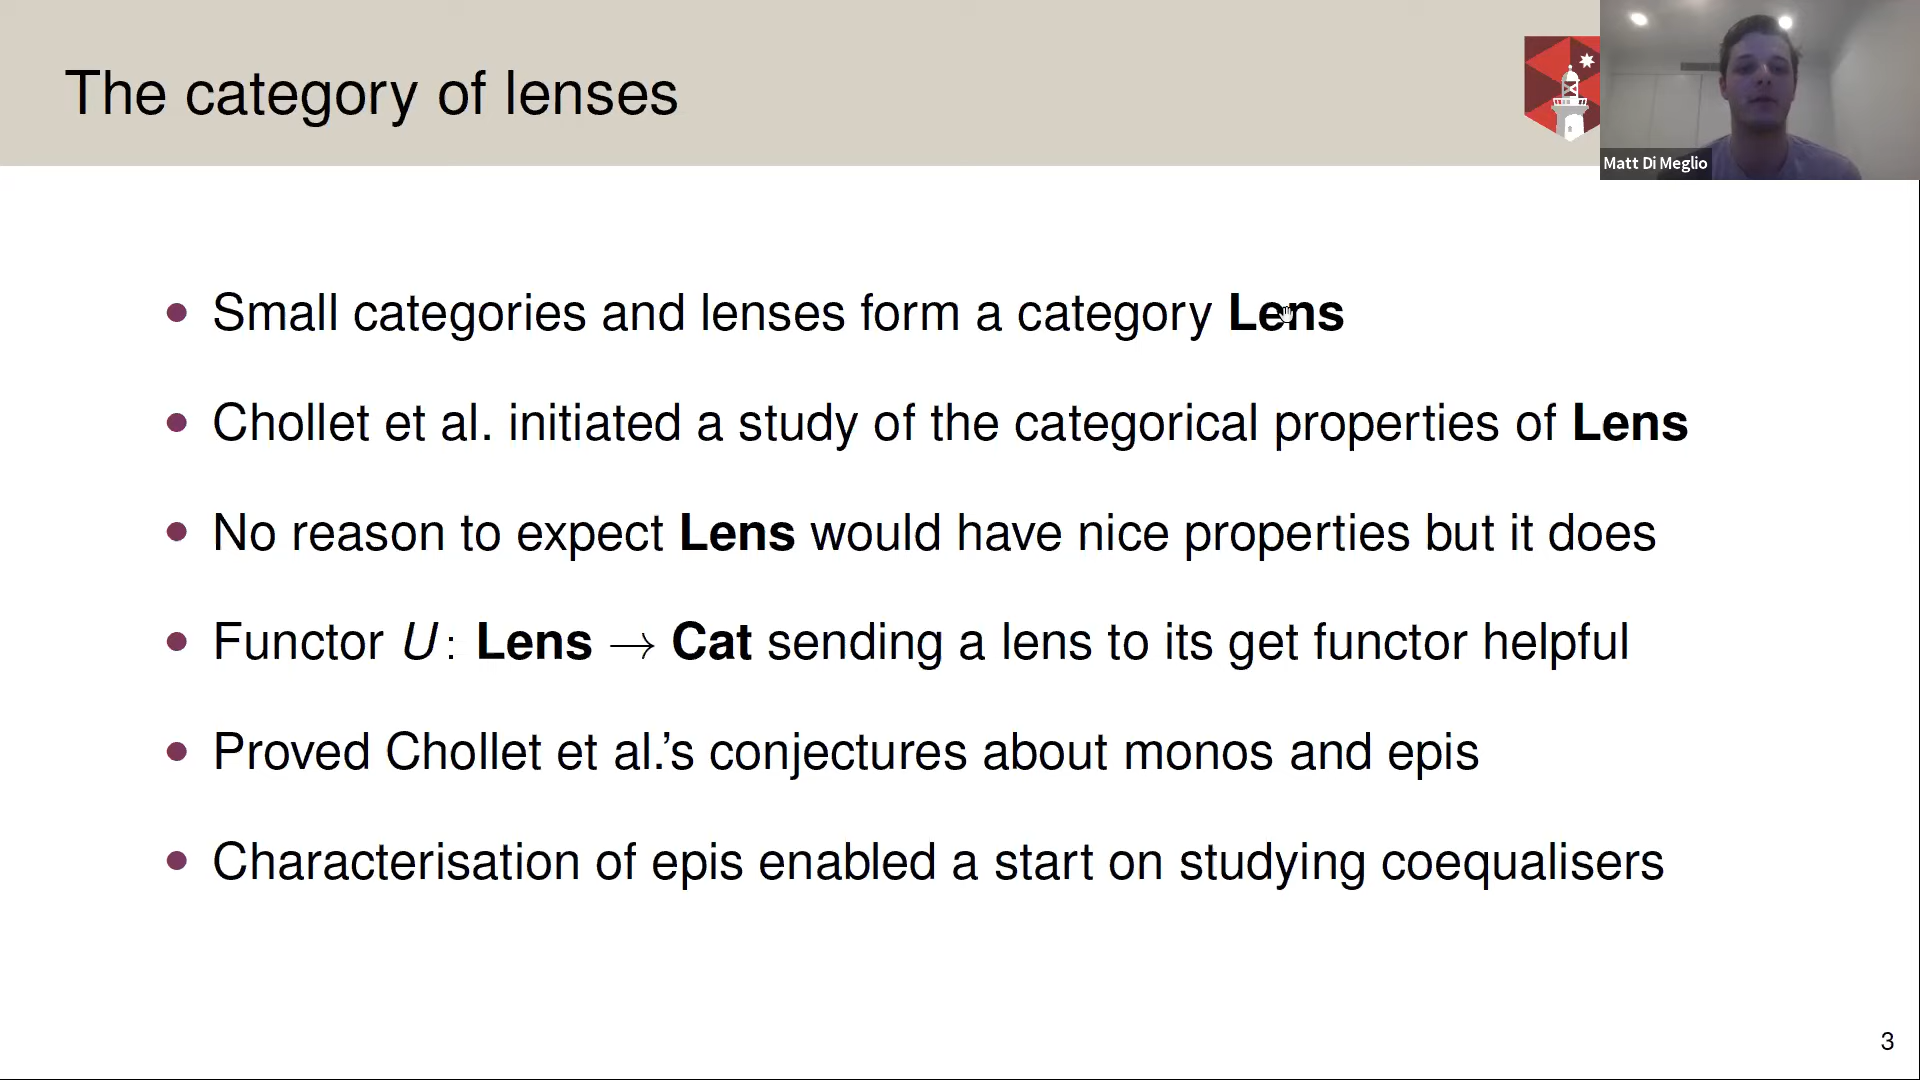 The category of lenses
Matt Di Meglio
• Small categories and lenses form a category Lens
• Chollet et al. initiated a study of the categorical properties of Lens
• No reason to expect Lens would have nice properties but it does
• Functor U: Lens → Cat sending a lens to its get functor helpful
• Proved Chollet et al.’s conjectures about monos and epis
• Characterisation of epis enabled a start on studying coequalisers
3